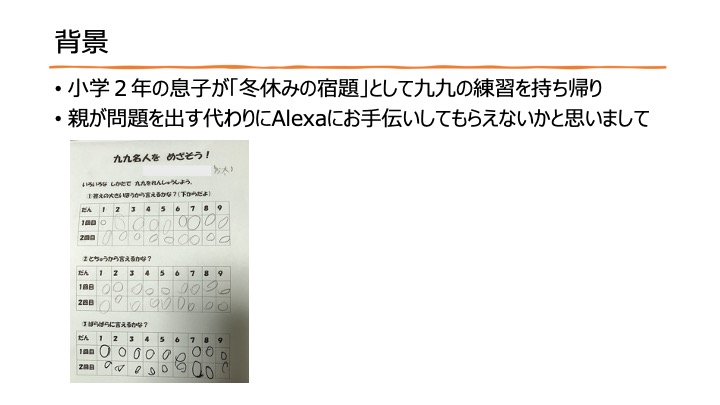 背景
• 小学２年の息子が「冬休みの宿題」として九九の練習を持ち帰り
• 親が問題を出す代わりにAlexaにお手伝いしてもらえないかと思いまして
九九名人を めざそう！
いろいろな しかたで 九九をれんしゅうしよう。
①答えの大きいほうから言えるかな？（下からだよ）
だん 1 2 3 4 5 6 7 8 9
1回目
2回目
②とちゅうから言えるかな？
だん 1 2 3 4 5 6 7 8 9
1回目
2回目
③ばらばらに言えるかな？
だん 1 2 3 4 5 6 7 8 9
1回目
2回目